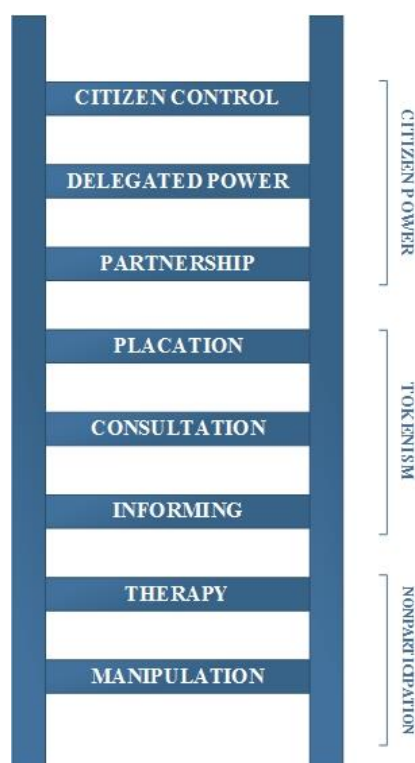 CITIZEN CONTROL
DELEGATED POWER
PARTNERSHIP
CITIZEN POWER
PLACATION
CONSULTATION
INFORMING
TOKENISM
THERAPY
MANIPULATION
NONPARTICIPATION